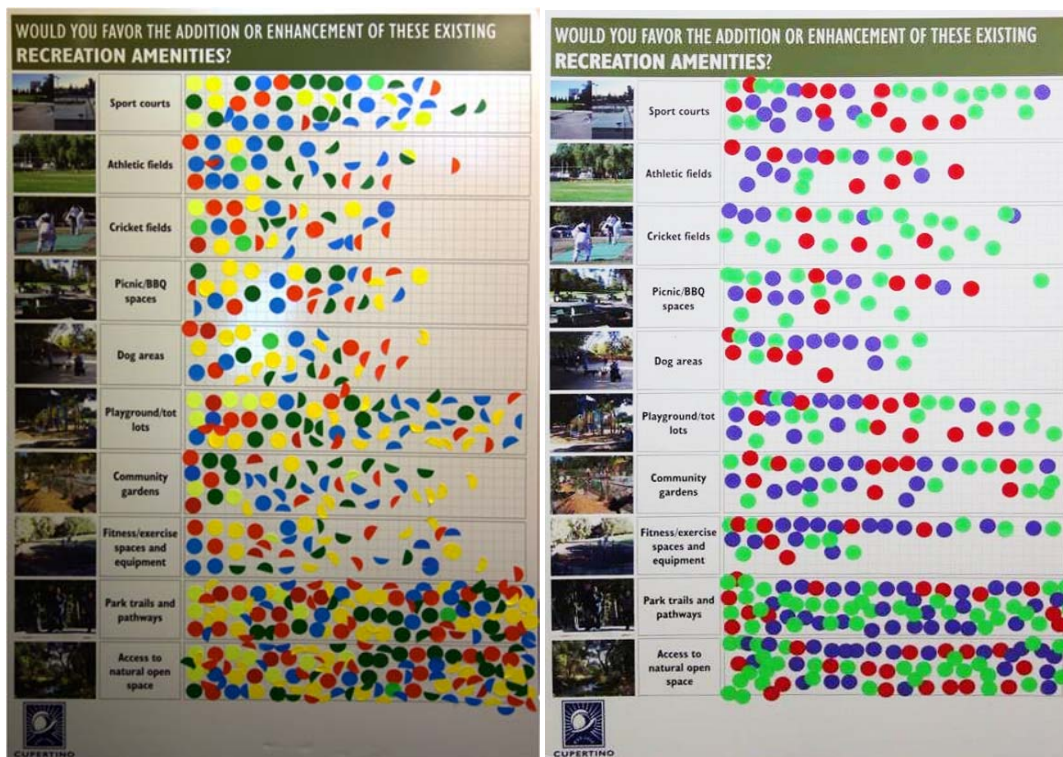 WOULD YOU FAVOR THE ADDITION OR ENHANCEMENT OF THESE EXISTING
RECREATION AMENITIES?
Sport courts
Athletic fields
Cricket fields
Picnic/BBQ
spaces
Dog areas
Playground/tot
lots
Community
gardens
Fitness/exercise
spaces and
equipment
Park trails and
pathways
Access to
natural open
space
CUPERTINO
WOULD YOU FAVOR THE ADDITION OR ENHANCEMENT OF THESE EXISTING
RECREATION AMENITIES?
Sport courts
Athletic fields
Cricket fields
Picnic/BBQ
spaces
Dog areas
Playground/tot
lots
Community
gardens
Fitness/exercise
spaces and
equipment
Park trails and
pathways
Access to
natural open
space
CUPERTINO